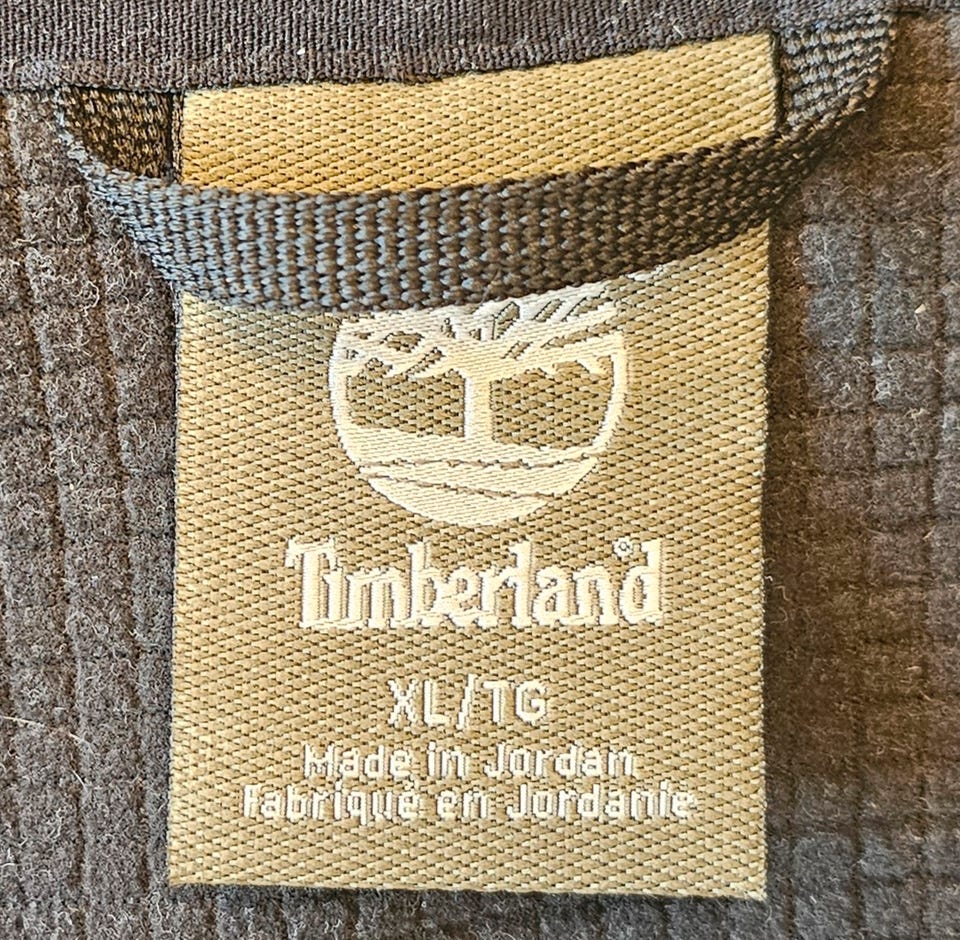 Timberland®
XL/TG
Made in Jordan
Fabriqué en Jordanie